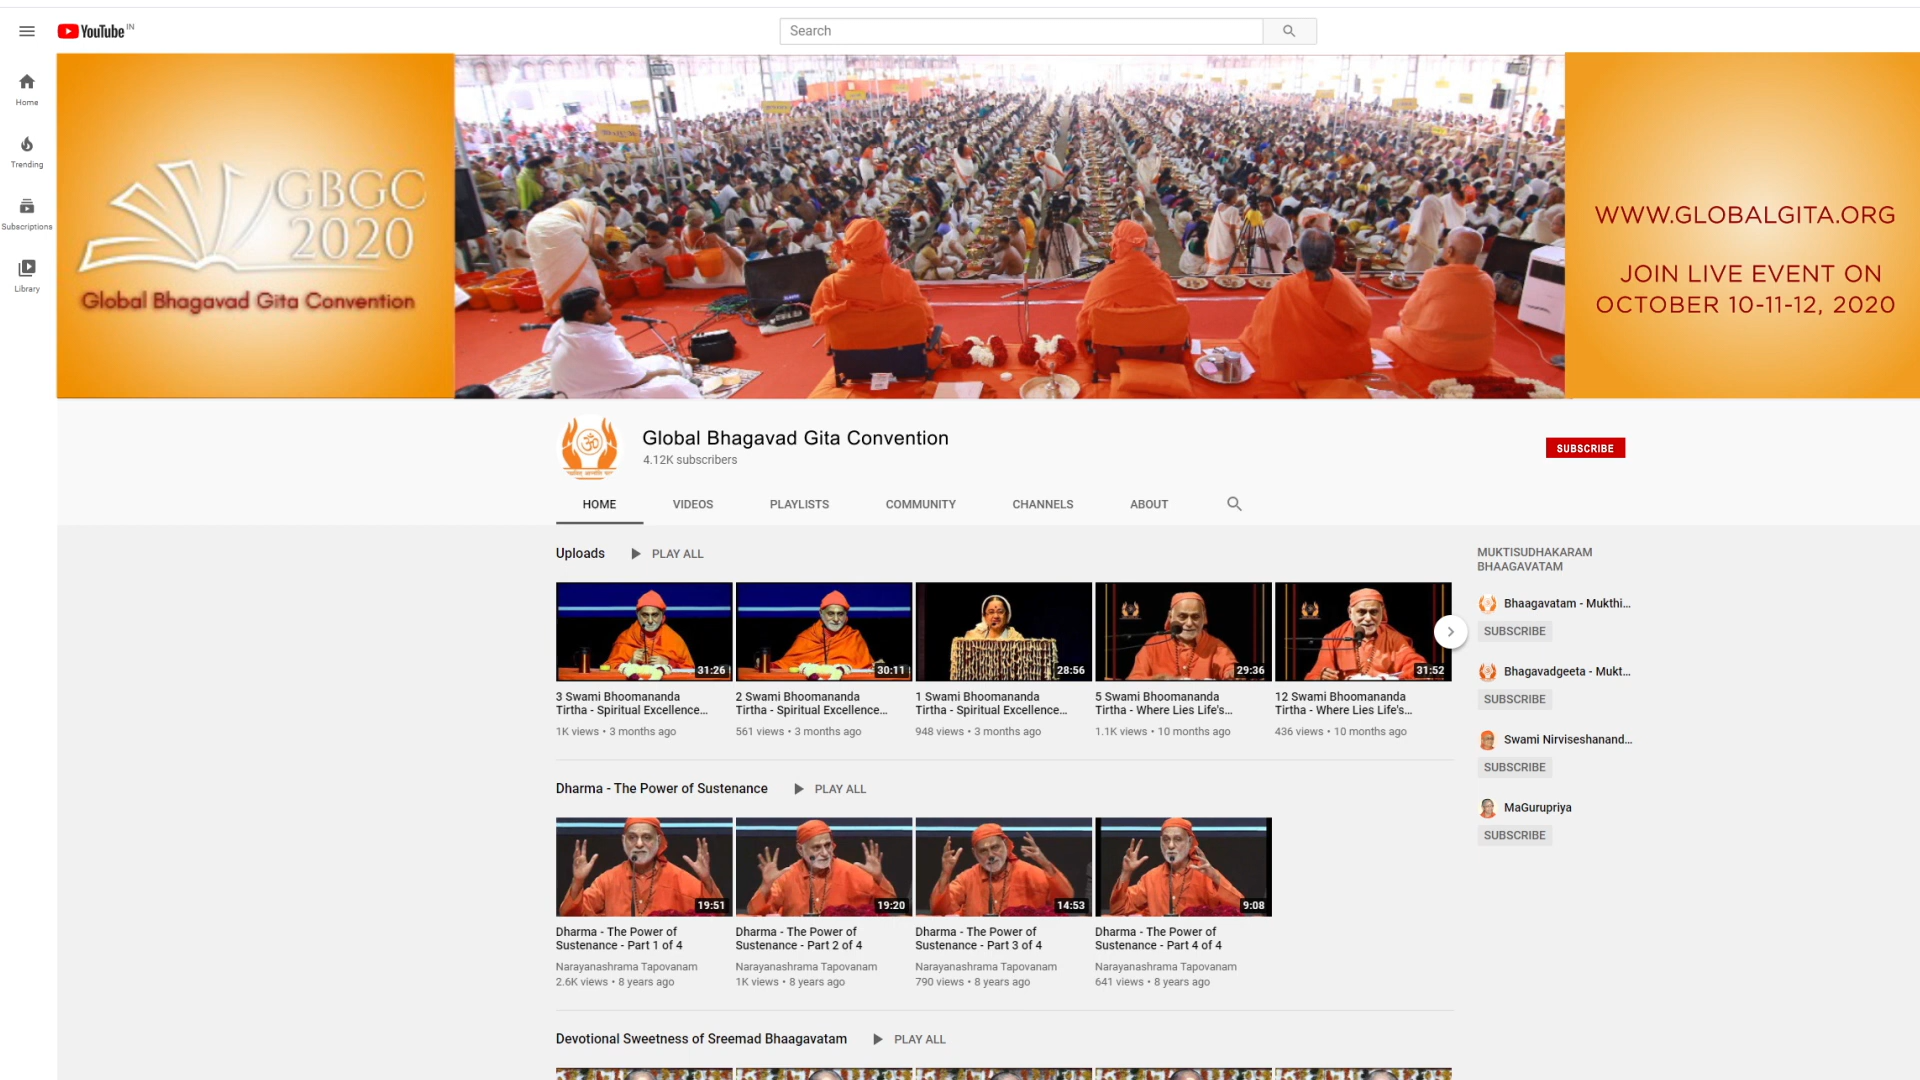 YouTube IN
Search
Home
Trending
Subscriptions
Library
GBGC
2020
Global Bhagavad Gita Convention
WWW.GLOBALGITA.ORG
JOIN LIVE EVENT ON
OCTOBER 10-11-12, 2020
Global Bhagavad Gita Convention
4.12K subscribers
SUBSCRIBE
HOME VIDEOS PLAYLISTS COMMUNITY CHANNELS ABOUT
Uploads PLAY ALL
31:26 30:11 28:56 29:36 31:52
3 Swami Bhoomananda
Tirtha - Spiritual Excellence...
1K views • 3 months ago
2 Swami Bhoomananda
Tirtha - Spiritual Excellence...
561 views • 3 months ago
1 Swami Bhoomananda
Tirtha - Spiritual Excellence...
948 views • 3 months ago
5 Swami Bhoomananda
Tirtha - Where Lies Life's...
1.1K views • 10 months ago
12 Swami Bhoomananda
Tirtha - Where Lies Life's...
436 views • 10 months ago
Dharma - The Power of Sustenance PLAY ALL
19:51 19:20 14:53 9:08
Dharma - The Power of
Sustenance - Part 1 of 4
Narayanashrama Tapovanam
2.6K views • 8 years ago
Dharma - The Power of
Sustenance - Part 2 of 4
Narayanashrama Tapovanam
1K views • 8 years ago
Dharma - The Power of
Sustenance - Part 3 of 4
Narayanashrama Tapovanam
790 views • 8 years ago
Dharma - The Power of
Sustenance - Part 4 of 4
Narayanashrama Tapovanam
641 views • 8 years ago
Devotional Sweetness of Sreemad Bhaagavatam PLAY ALL
MUKTISUDHAKARAM
BHAAGAVATAM
Bhaagavatam - Mukthi...
SUBSCRIBE
Bhagavadgeeta - Mukt...
SUBSCRIBE
Swami Nirviseshanand...
SUBSCRIBE
MaGurupriya
SUBSCRIBE